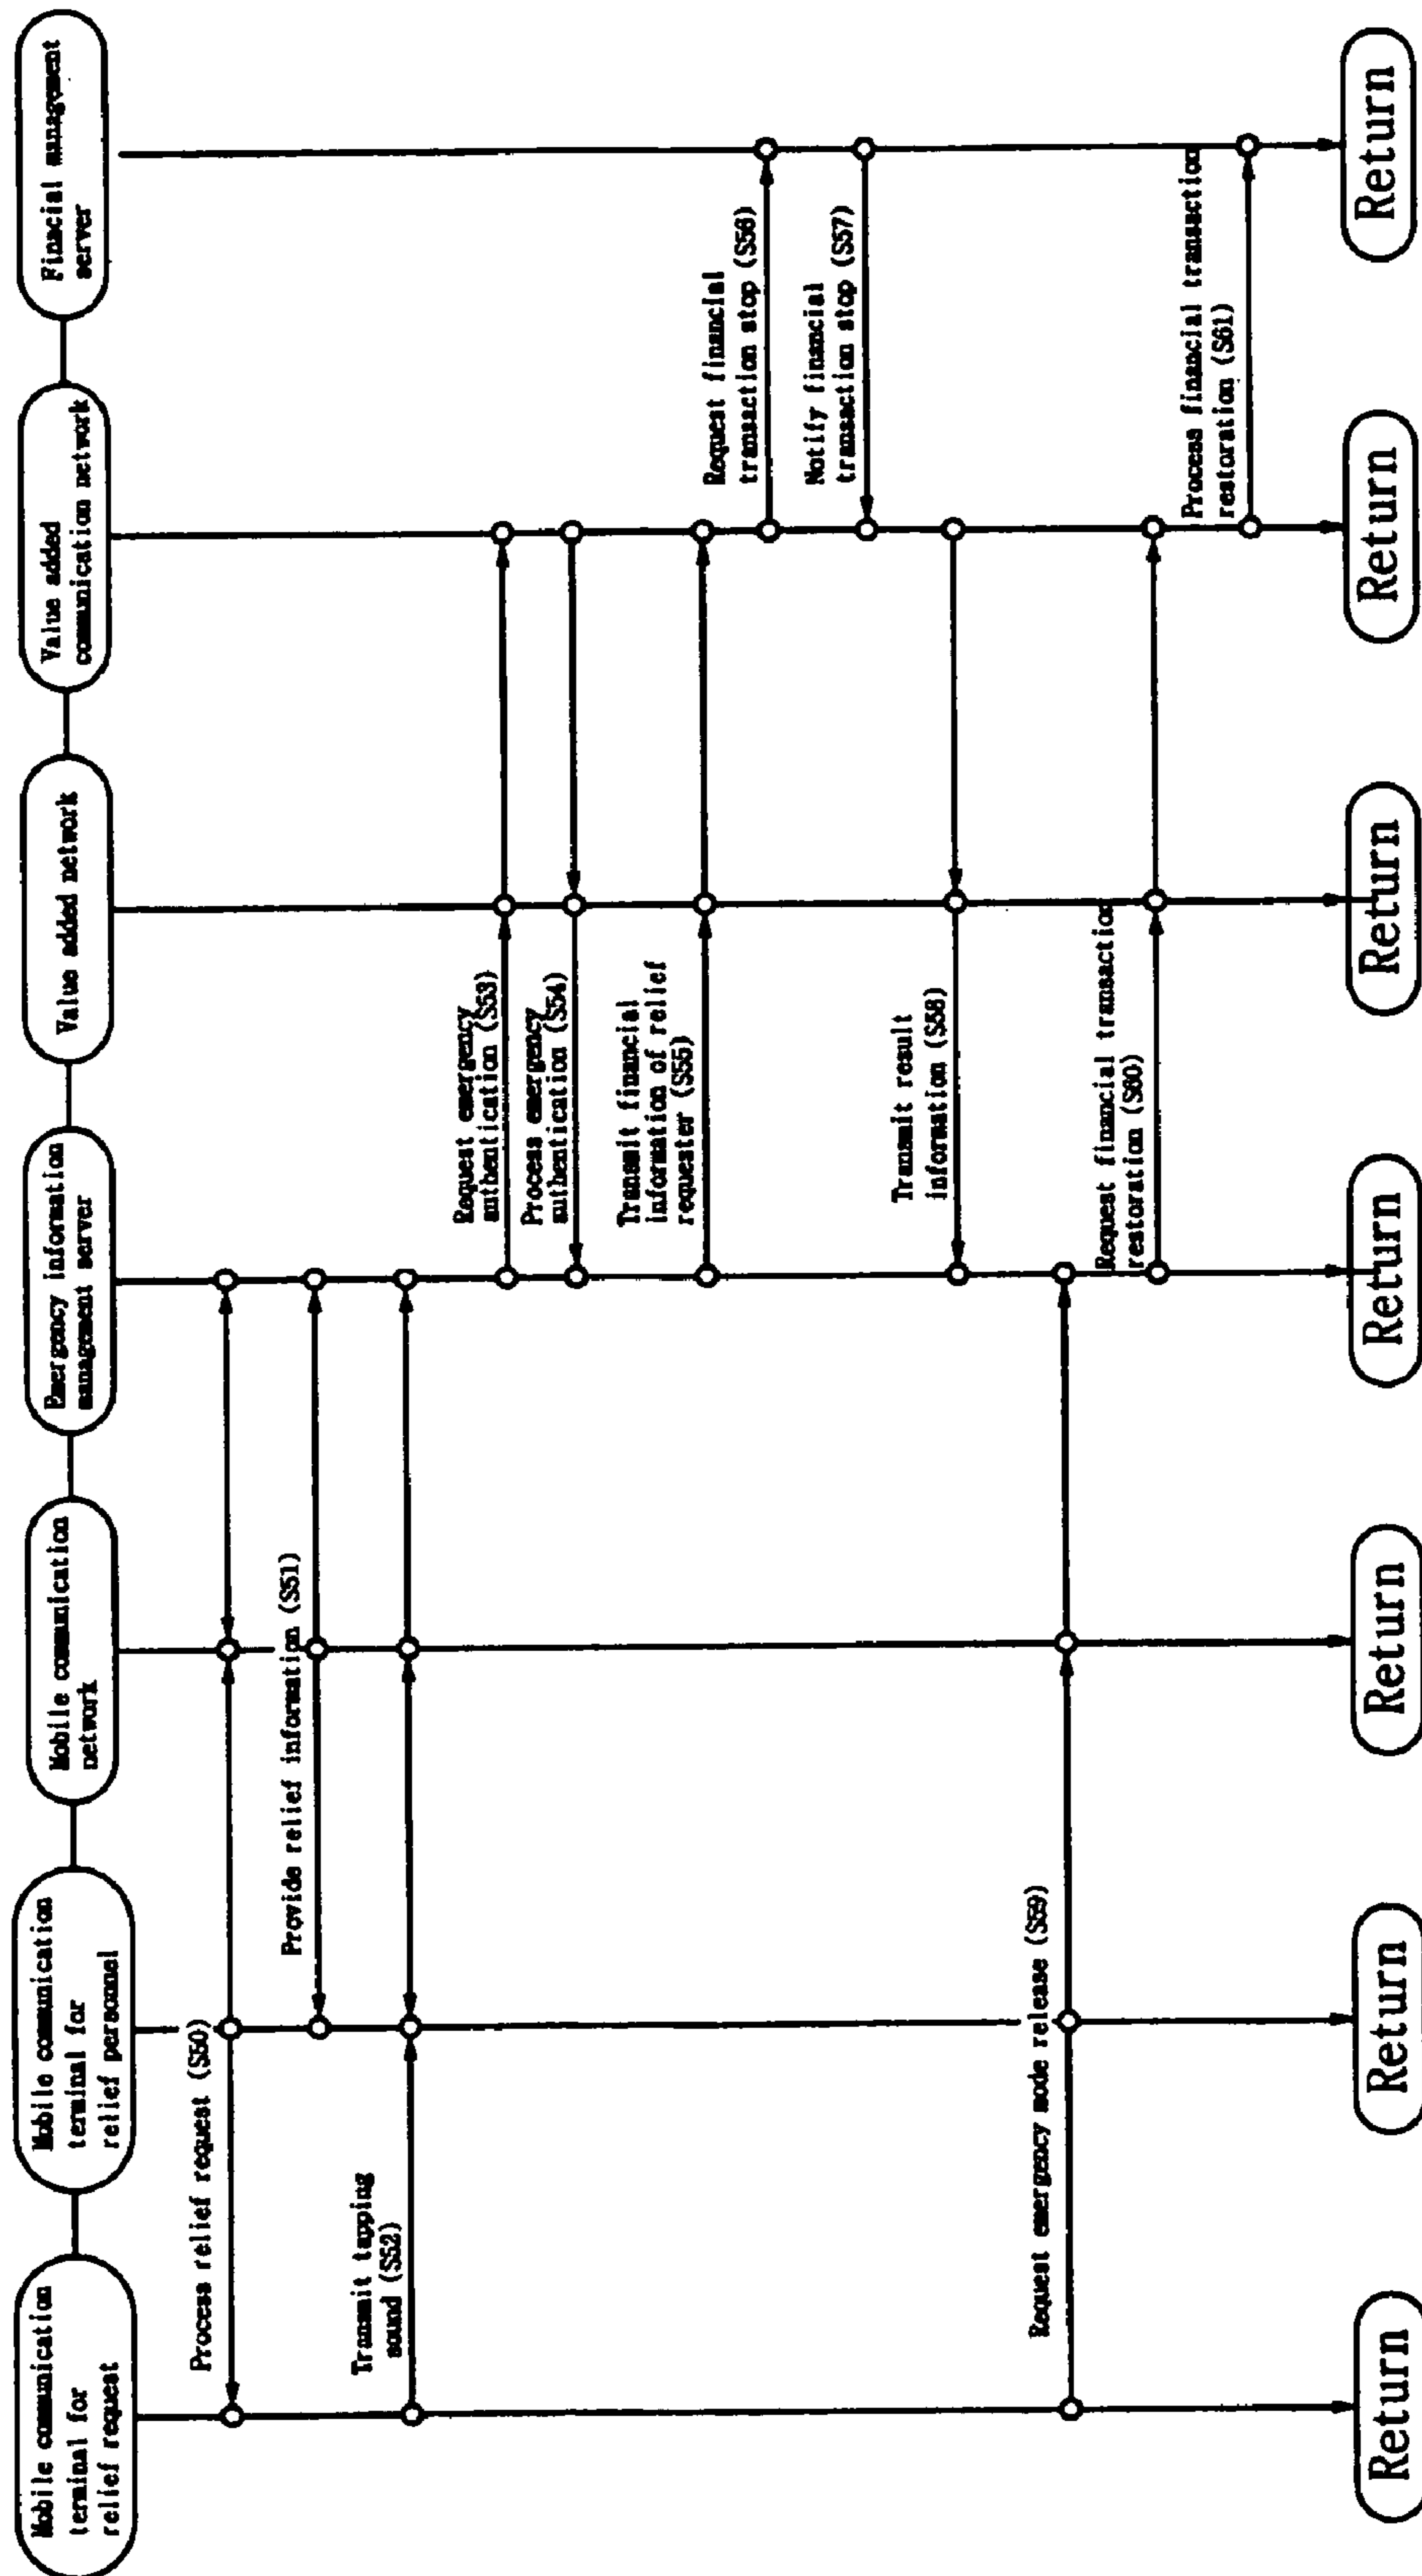 Mobile communication
terminal for
relief request
Mobile communication
terminal for
relief personnel
Mobile communication
network
Emergency information
management server
Value added network
Value added
communication network
Financial management
server
Process relief request (S50)
Provide relief information (S51)
Transmit tapping
sound (S52)
Request emergency
authentication (S53)
Process emergency
authentication (S54)
Transmit financial
information of relief
requester (S55)
Request financial
transaction stop (S56)
Notify financial
transaction stop (S57)
Transmit result
information (S58)
Request emergency mode release (S59)
Request financial transaction
restoration (S60)
Process financial transaction
restoration (S61)
Return
Return
Return
Return
Return
Return
Return